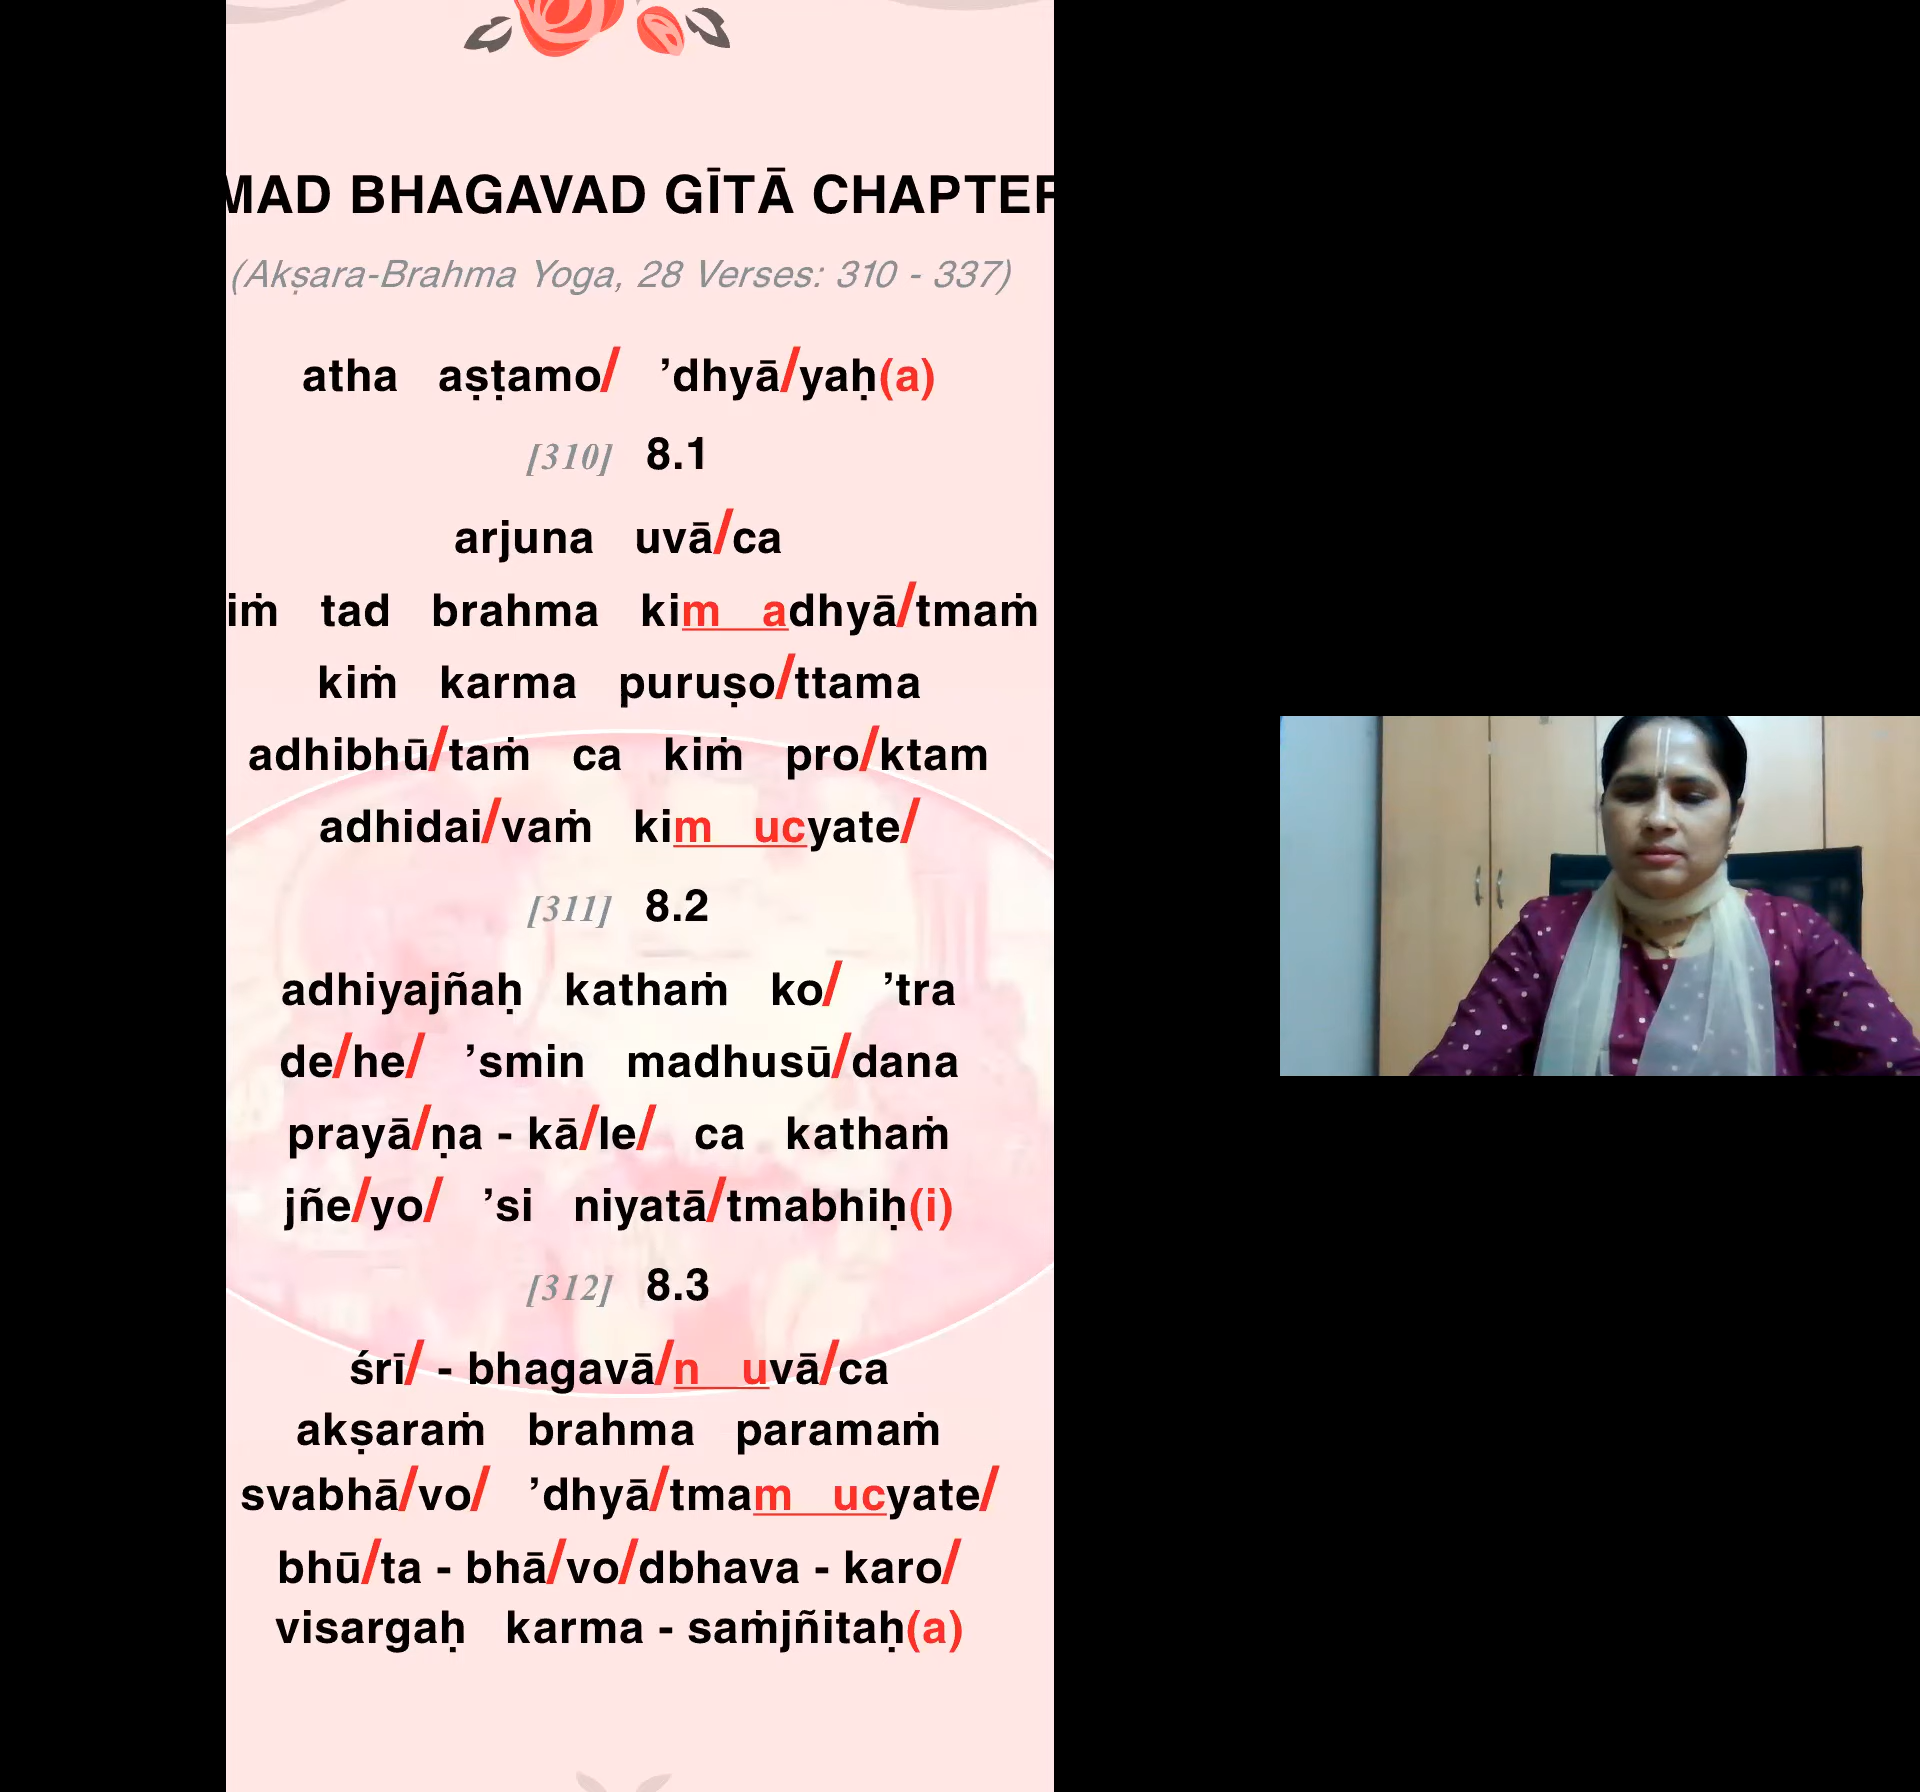 MAD BHAGAVAD GĪTĀ CHAPTER
(Akṣara-Brahma Yoga, 28 Verses: 310 - 337)
atha aṣṭamo/ ’dhyā/yaḥ(a)
[310] 8.1
arjuna uvā/ca
iṁ tad brahma kim adhyā/tmaṁ
kiṁ karma puruṣo/ttama
adhibhū/taṁ ca kiṁ pro/ktam
adhidai/vaṁ kim ucyate/
[311] 8.2
adhiyajñaḥ kathaṁ ko/ ’tra
de/he/ ’smin madhusū/dana
prayā/ṇa - kā/le/ ca kathaṁ
jñe/yo/ ’si niyatā/tmabhiḥ(i)
[312] 8.3
śrī/ - bhagavā/n uvā/ca
akṣaraṁ brahma paramaṁ
svabhā/vo/ ’dhyā/tmam ucyate/
bhū/ta - bhā/vo/dbhava - karo/
visargaḥ karma - saṁjñitaḥ(a)